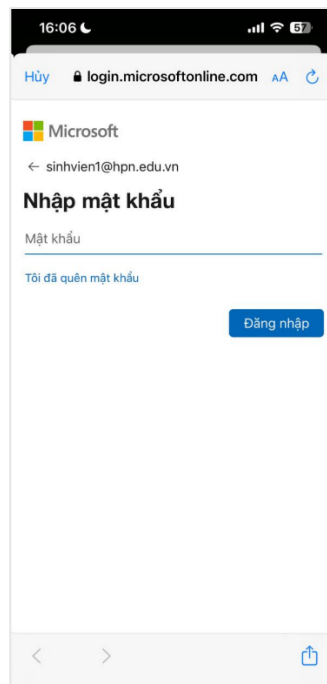 16:06
57
Hủy login.microsoftonline.com AA
Microsoft
← sinhvien1@hpn.edu.vn
Nhập mật khẩu
Mật khẩu
Tôi đã quên mật khẩu
Đăng nhập